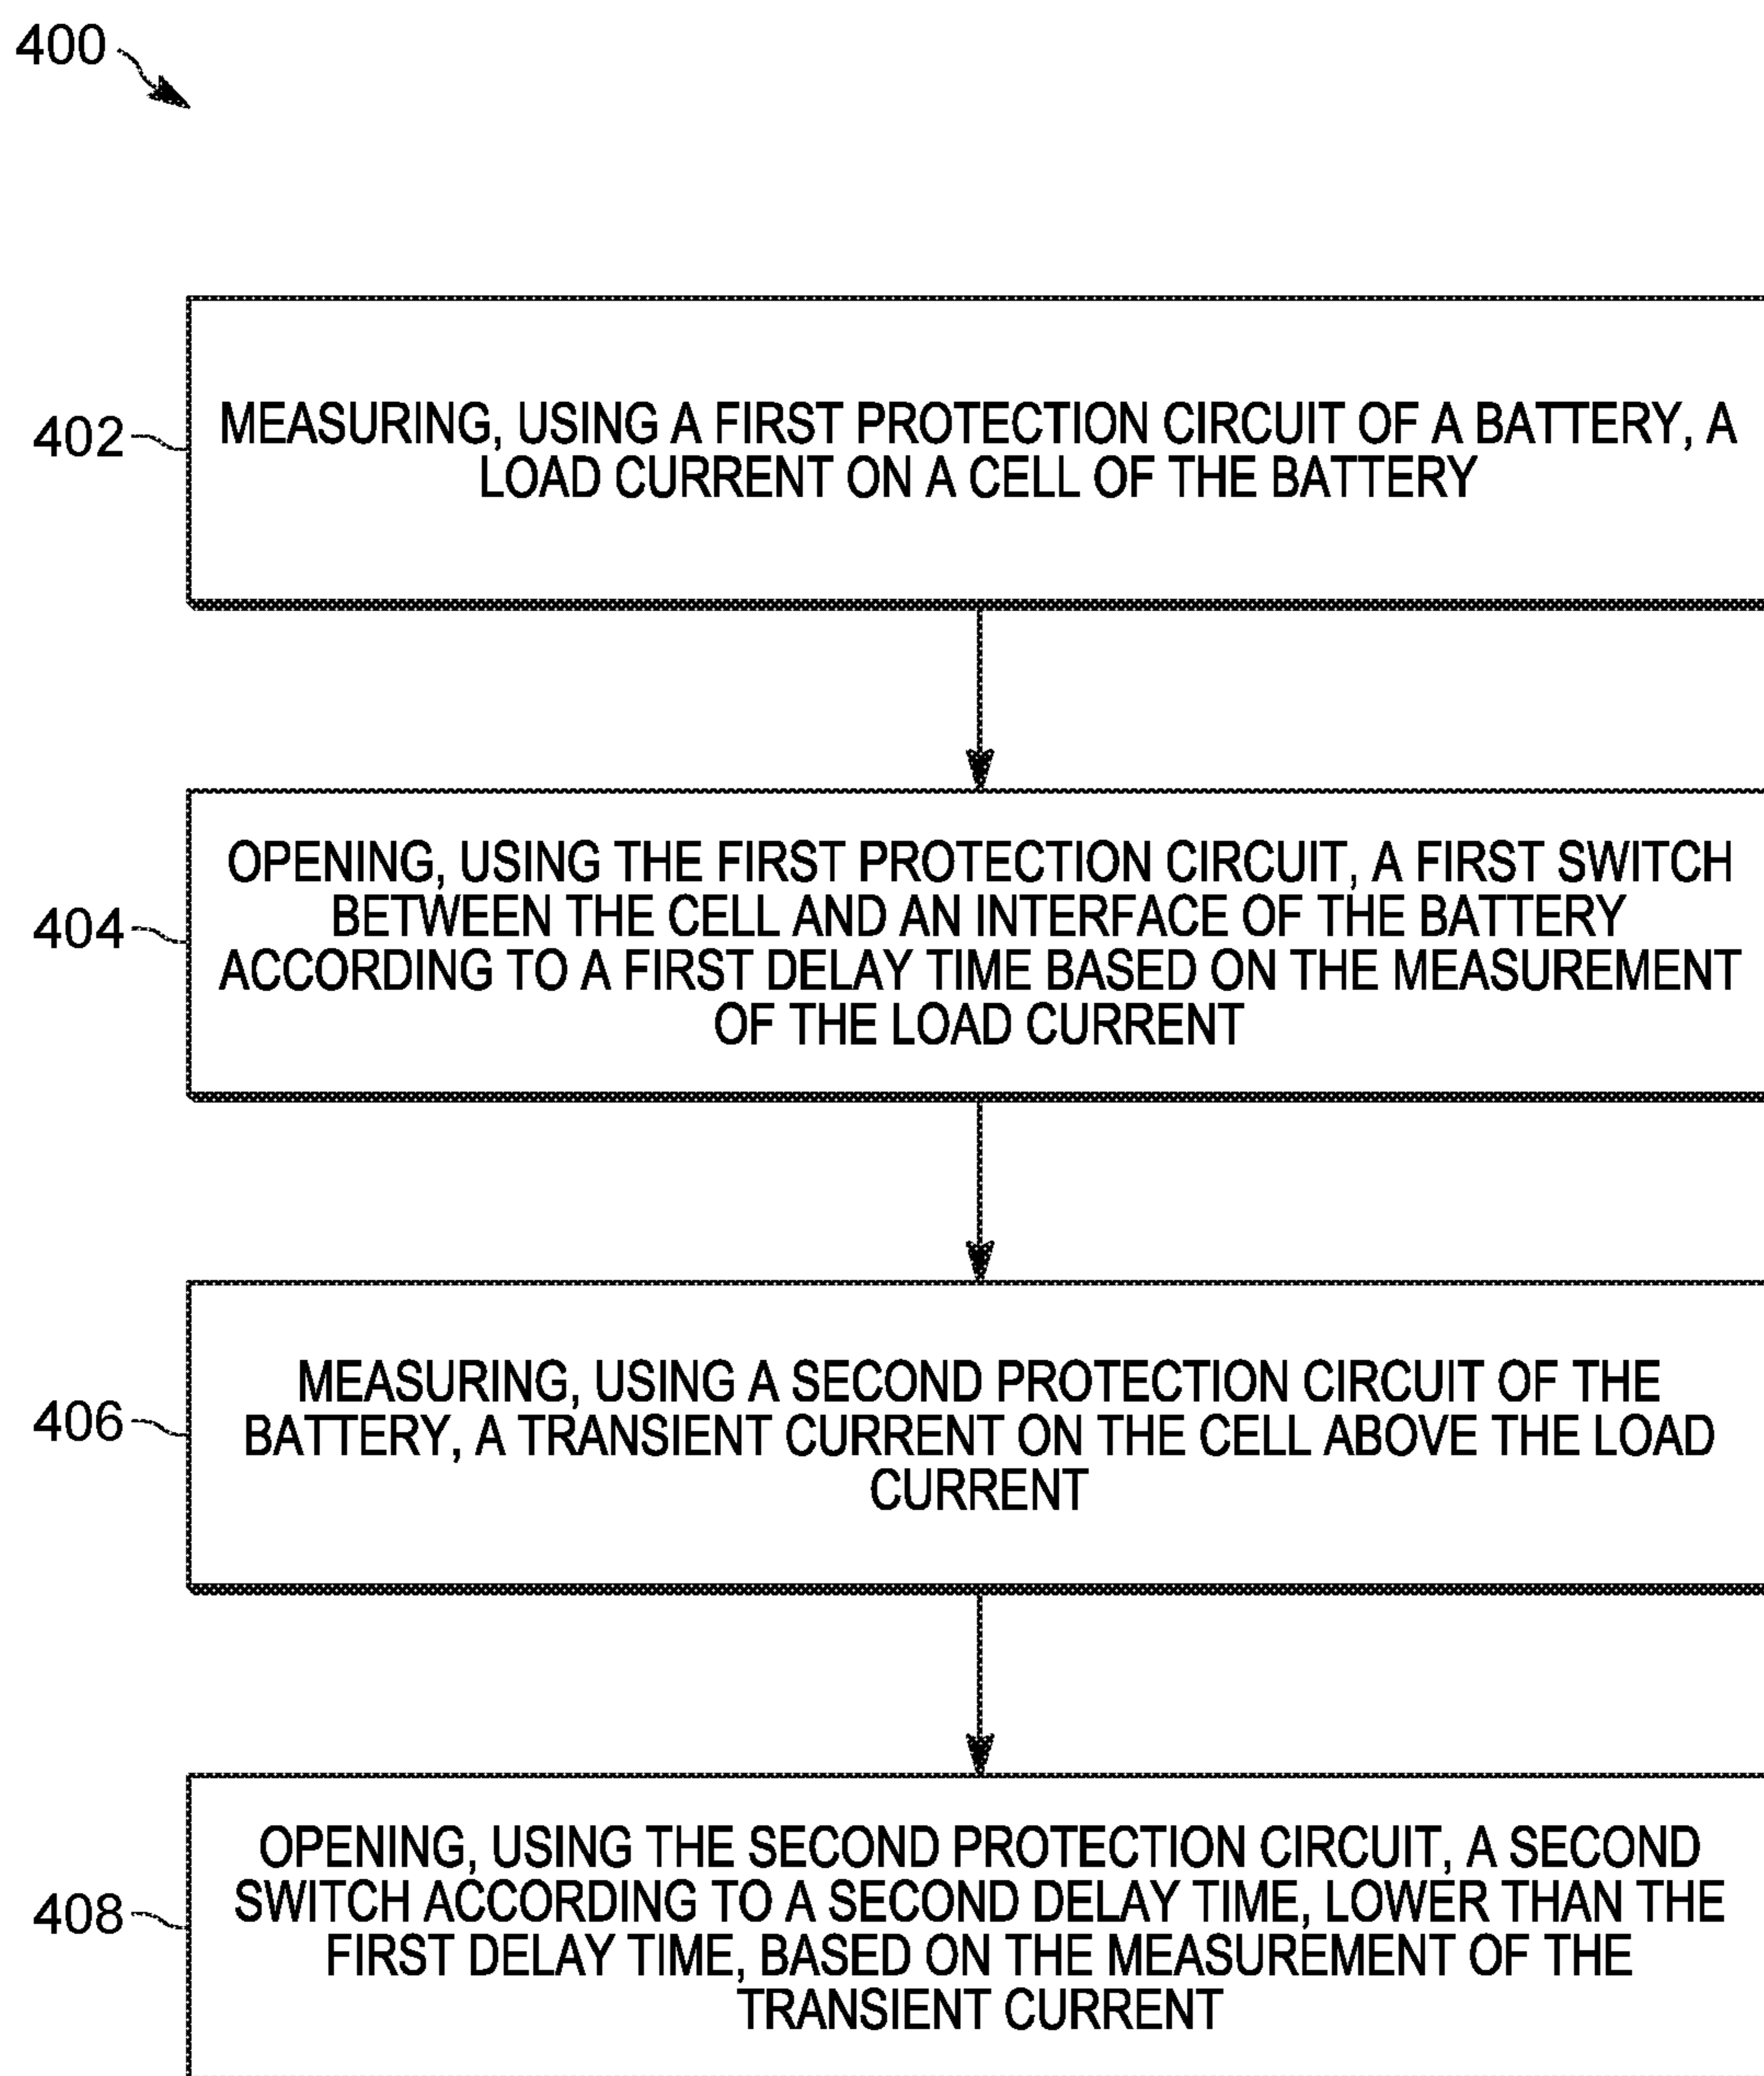 400
402
MEASURING, USING A FIRST PROTECTION CIRCUIT OF A BATTERY, A
LOAD CURRENT ON A CELL OF THE BATTERY
404
OPENING, USING THE FIRST PROTECTION CIRCUIT, A FIRST SWITCH
BETWEEN THE CELL AND AN INTERFACE OF THE BATTERY
ACCORDING TO A FIRST DELAY TIME BASED ON THE MEASUREMENT
OF THE LOAD CURRENT
406
MEASURING, USING A SECOND PROTECTION CIRCUIT OF THE
BATTERY, A TRANSIENT CURRENT ON THE CELL ABOVE THE LOAD
CURRENT
408
OPENING, USING THE SECOND PROTECTION CIRCUIT, A SECOND
SWITCH ACCORDING TO A SECOND DELAY TIME, LOWER THAN THE
FIRST DELAY TIME, BASED ON THE MEASUREMENT OF THE
TRANSIENT CURRENT